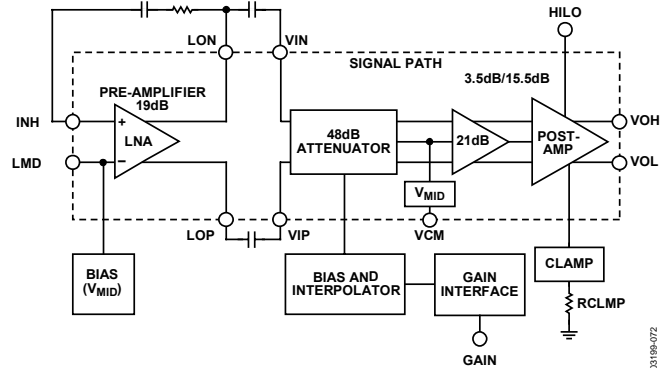 HILO
LON
VIN
SIGNAL PATH
PRE-AMPLIFIER
19dB
3.5dB/15.5dB
INH
+
LNA
–
LMD
48dB
ATTENUATOR
21dB
POST-
AMP
VOH
VOL
VMID
LOP
VIP
VCM
BIAS
(VMID)
BIAS AND
INTERPOLATOR
GAIN
INTERFACE
CLAMP
RCLMP
GAIN
03199-072